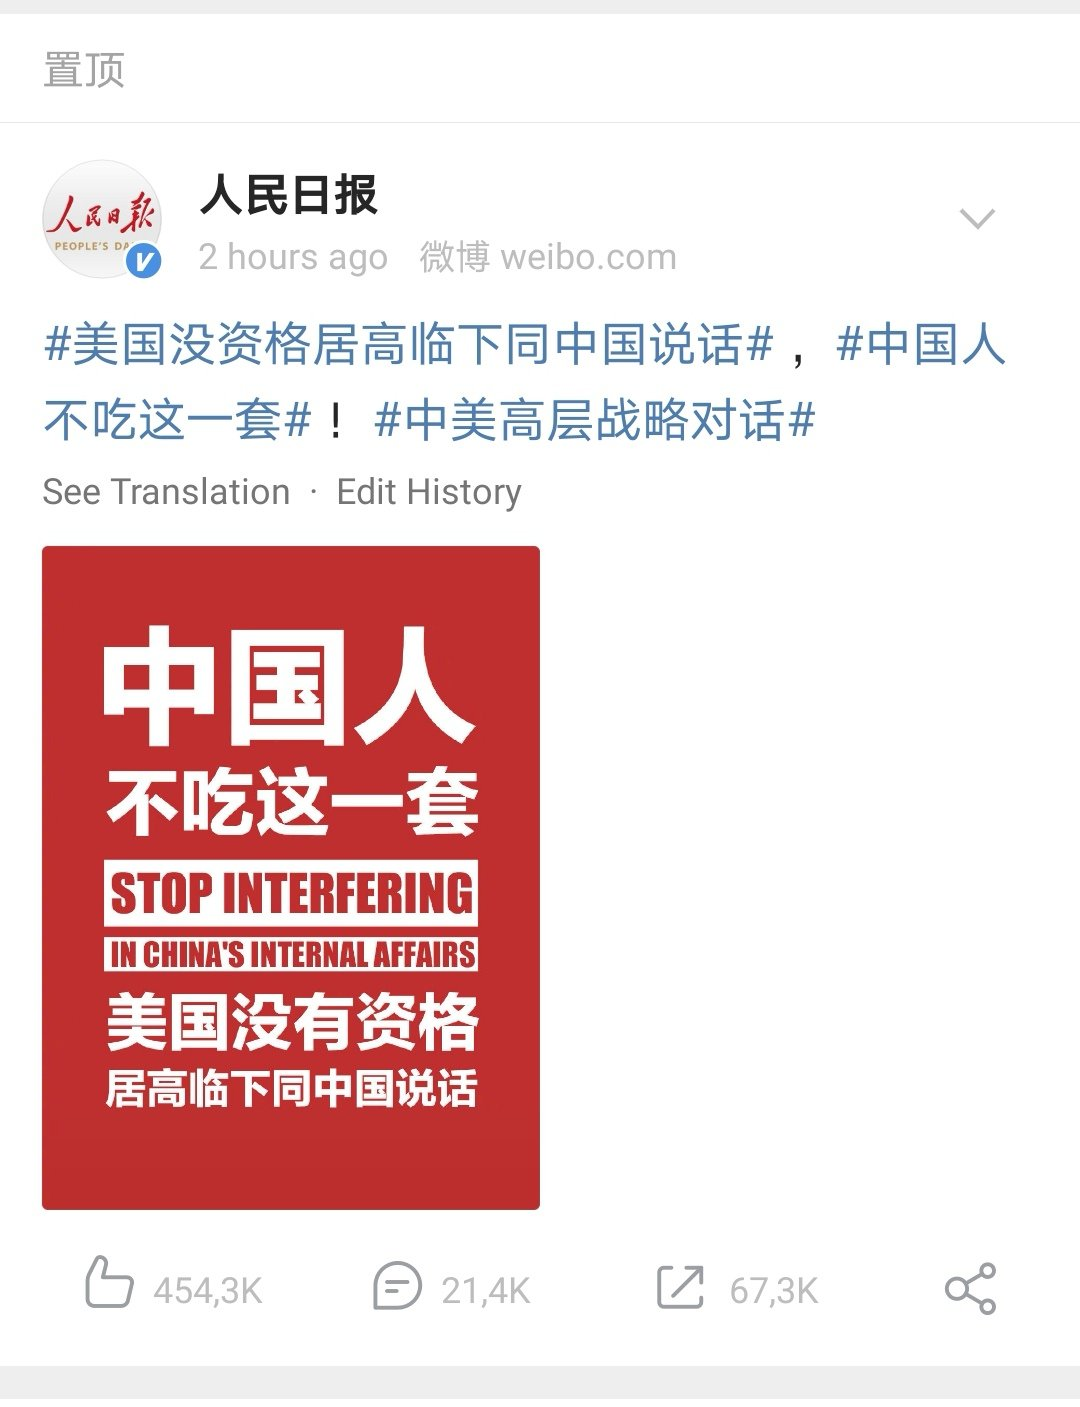 置顶
人民日报
PEOPLE'S DA
人民日报
2 hours ago 微博 weibo.com
#美国没资格居高临下同中国说话#，#中国人
不吃这一套#！#中美高层战略对话#
See Translation · Edit History
中国人
不吃这一套
STOP INTERFERING
IN CHINA'S INTERNAL AFFAIRS
美国没有资格
居高临下同中国说话
454,3K 21,4K 67,3K